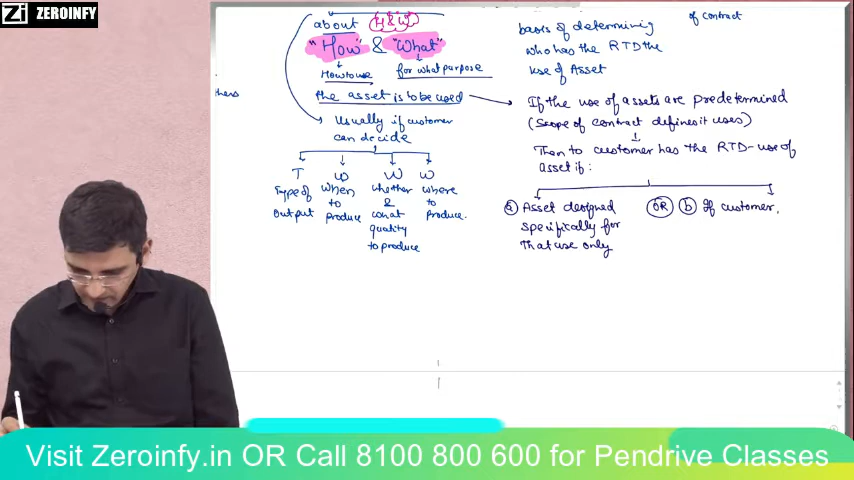 Zi ZEROINFY
about H & W
"How" & "What"
How to use
for what purpose
the asset is to be used
Usually if customer
can decide
T W W W
Type of
output
when
to
produce
whether
&
what
quality
to produce
where
to
produce.
thers
basis of determining
who has the RTD the
use of Asset
of contract
If the use of assets are predetermined
(Scope of contract defines it uses)
Then to customer has the RTD - use of
asset if:
a Asset designed
specifically for
that use only
OR
b If customer
Visit Zeroinfy.in OR Call 8100 800 600 for Pendrive Classes